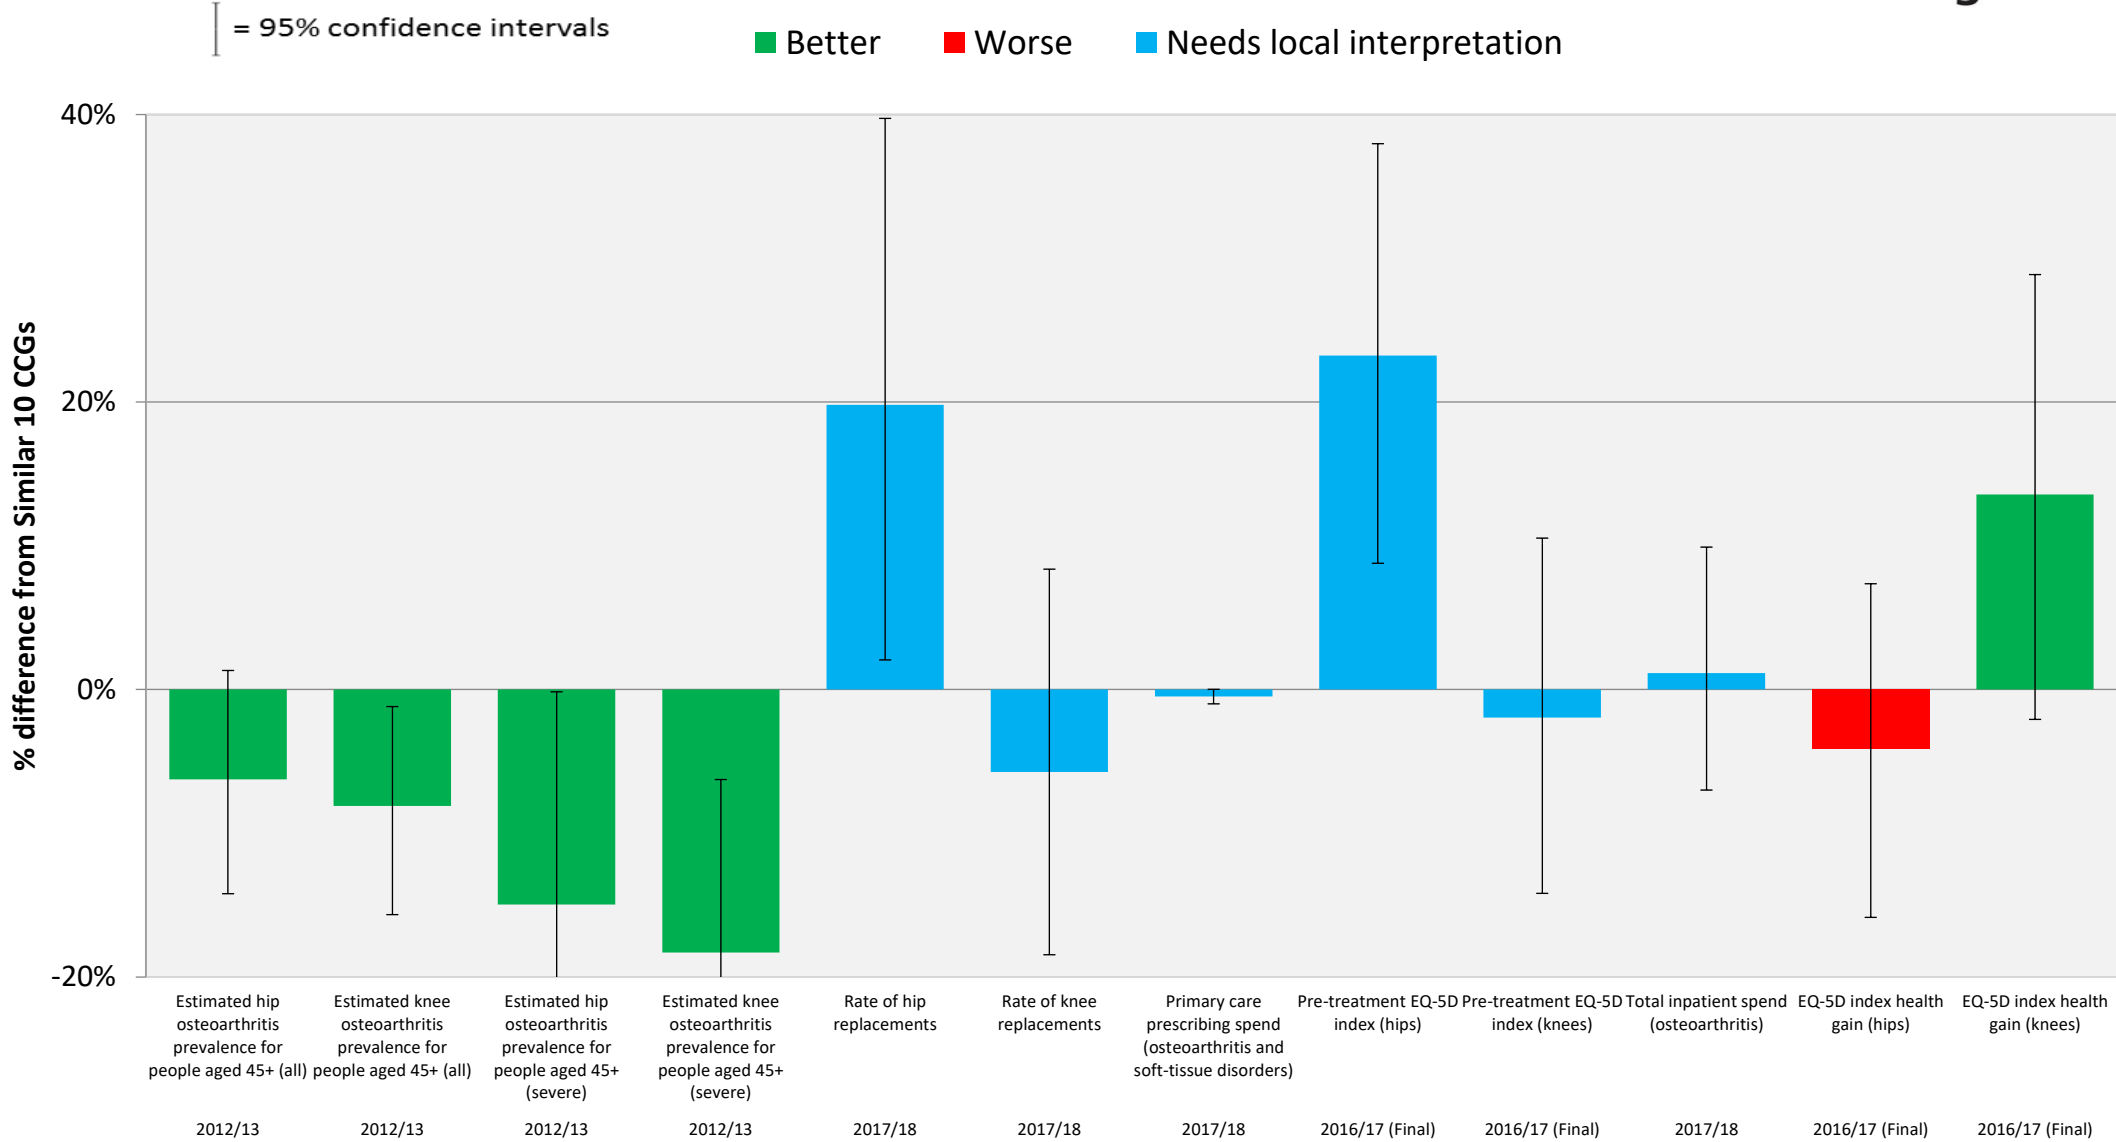 = 95% confidence intervals
Better
Worse
Needs local interpretation
% difference from Similar 10 CCGs
40%
20%
0%
-20%
Estimated hip
osteoarthritis
prevalence for
people aged 45+ (all)
2012/13
Estimated knee
osteoarthritis
prevalence for
people aged 45+ (all)
2012/13
Estimated hip
osteoarthritis
prevalence for
people aged 45+
(severe)
2012/13
Estimated knee
osteoarthritis
prevalence for
people aged 45+
(severe)
2012/13
Rate of hip
replacements
2017/18
Rate of knee
replacements
2017/18
Primary care
prescribing spend
(osteoarthritis and
soft-tissue disorders)
2017/18
Pre-treatment EQ-5D
index (hips)
2016/17 (Final)
Pre-treatment EQ-5D
index (knees)
2016/17 (Final)
Total inpatient spend
(osteoarthritis)
2017/18
EQ-5D index health
gain (hips)
2016/17 (Final)
EQ-5D index health
gain (knees)
2016/17 (Final)